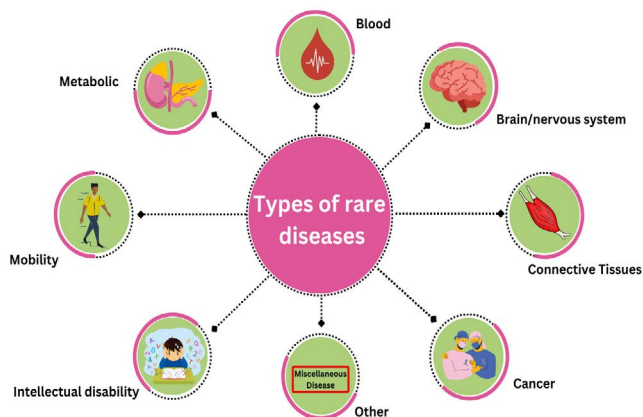 Blood
Metabolic
Brain/nervous system
Types of rare
diseases
Mobility
Connective Tissues
Intellectual disability
Miscellaneous
Disease
Other
Cancer